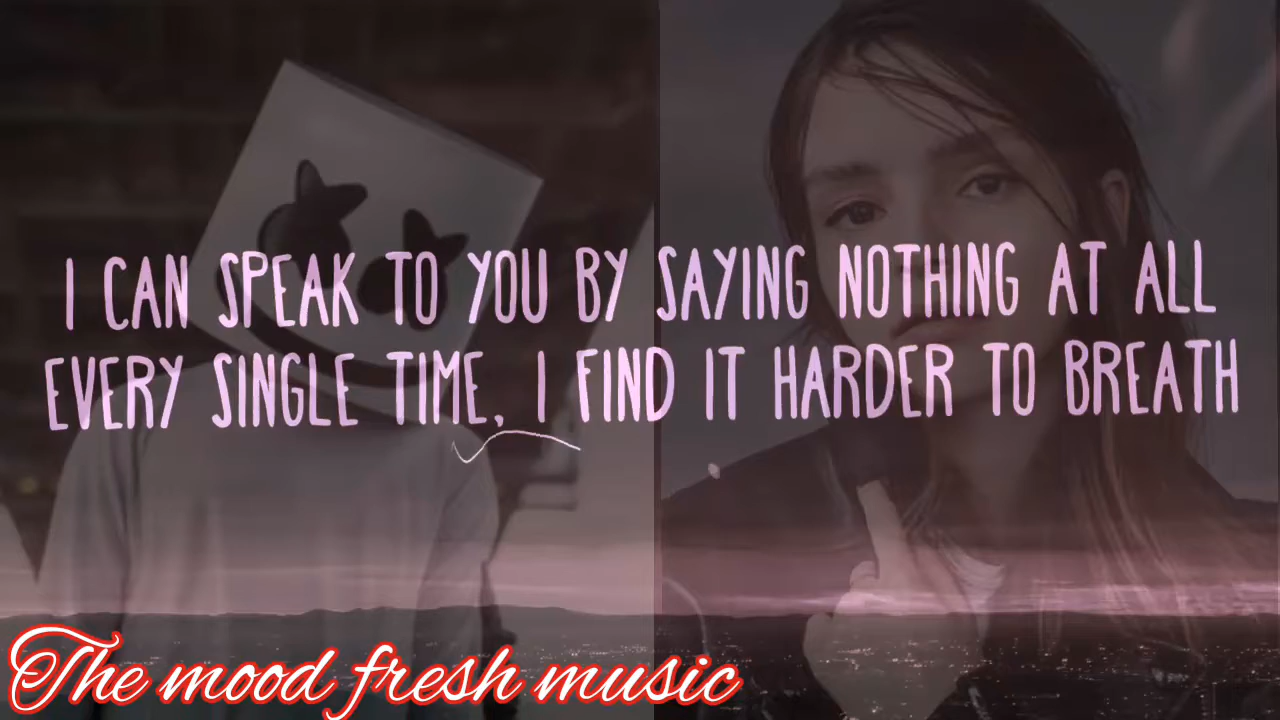 I CAN SPEAK TO YOU BY SAYING NOTHING AT ALL
EVERY SINGLE TIME, I FIND IT HARDER TO BREATH
The mood fresh music